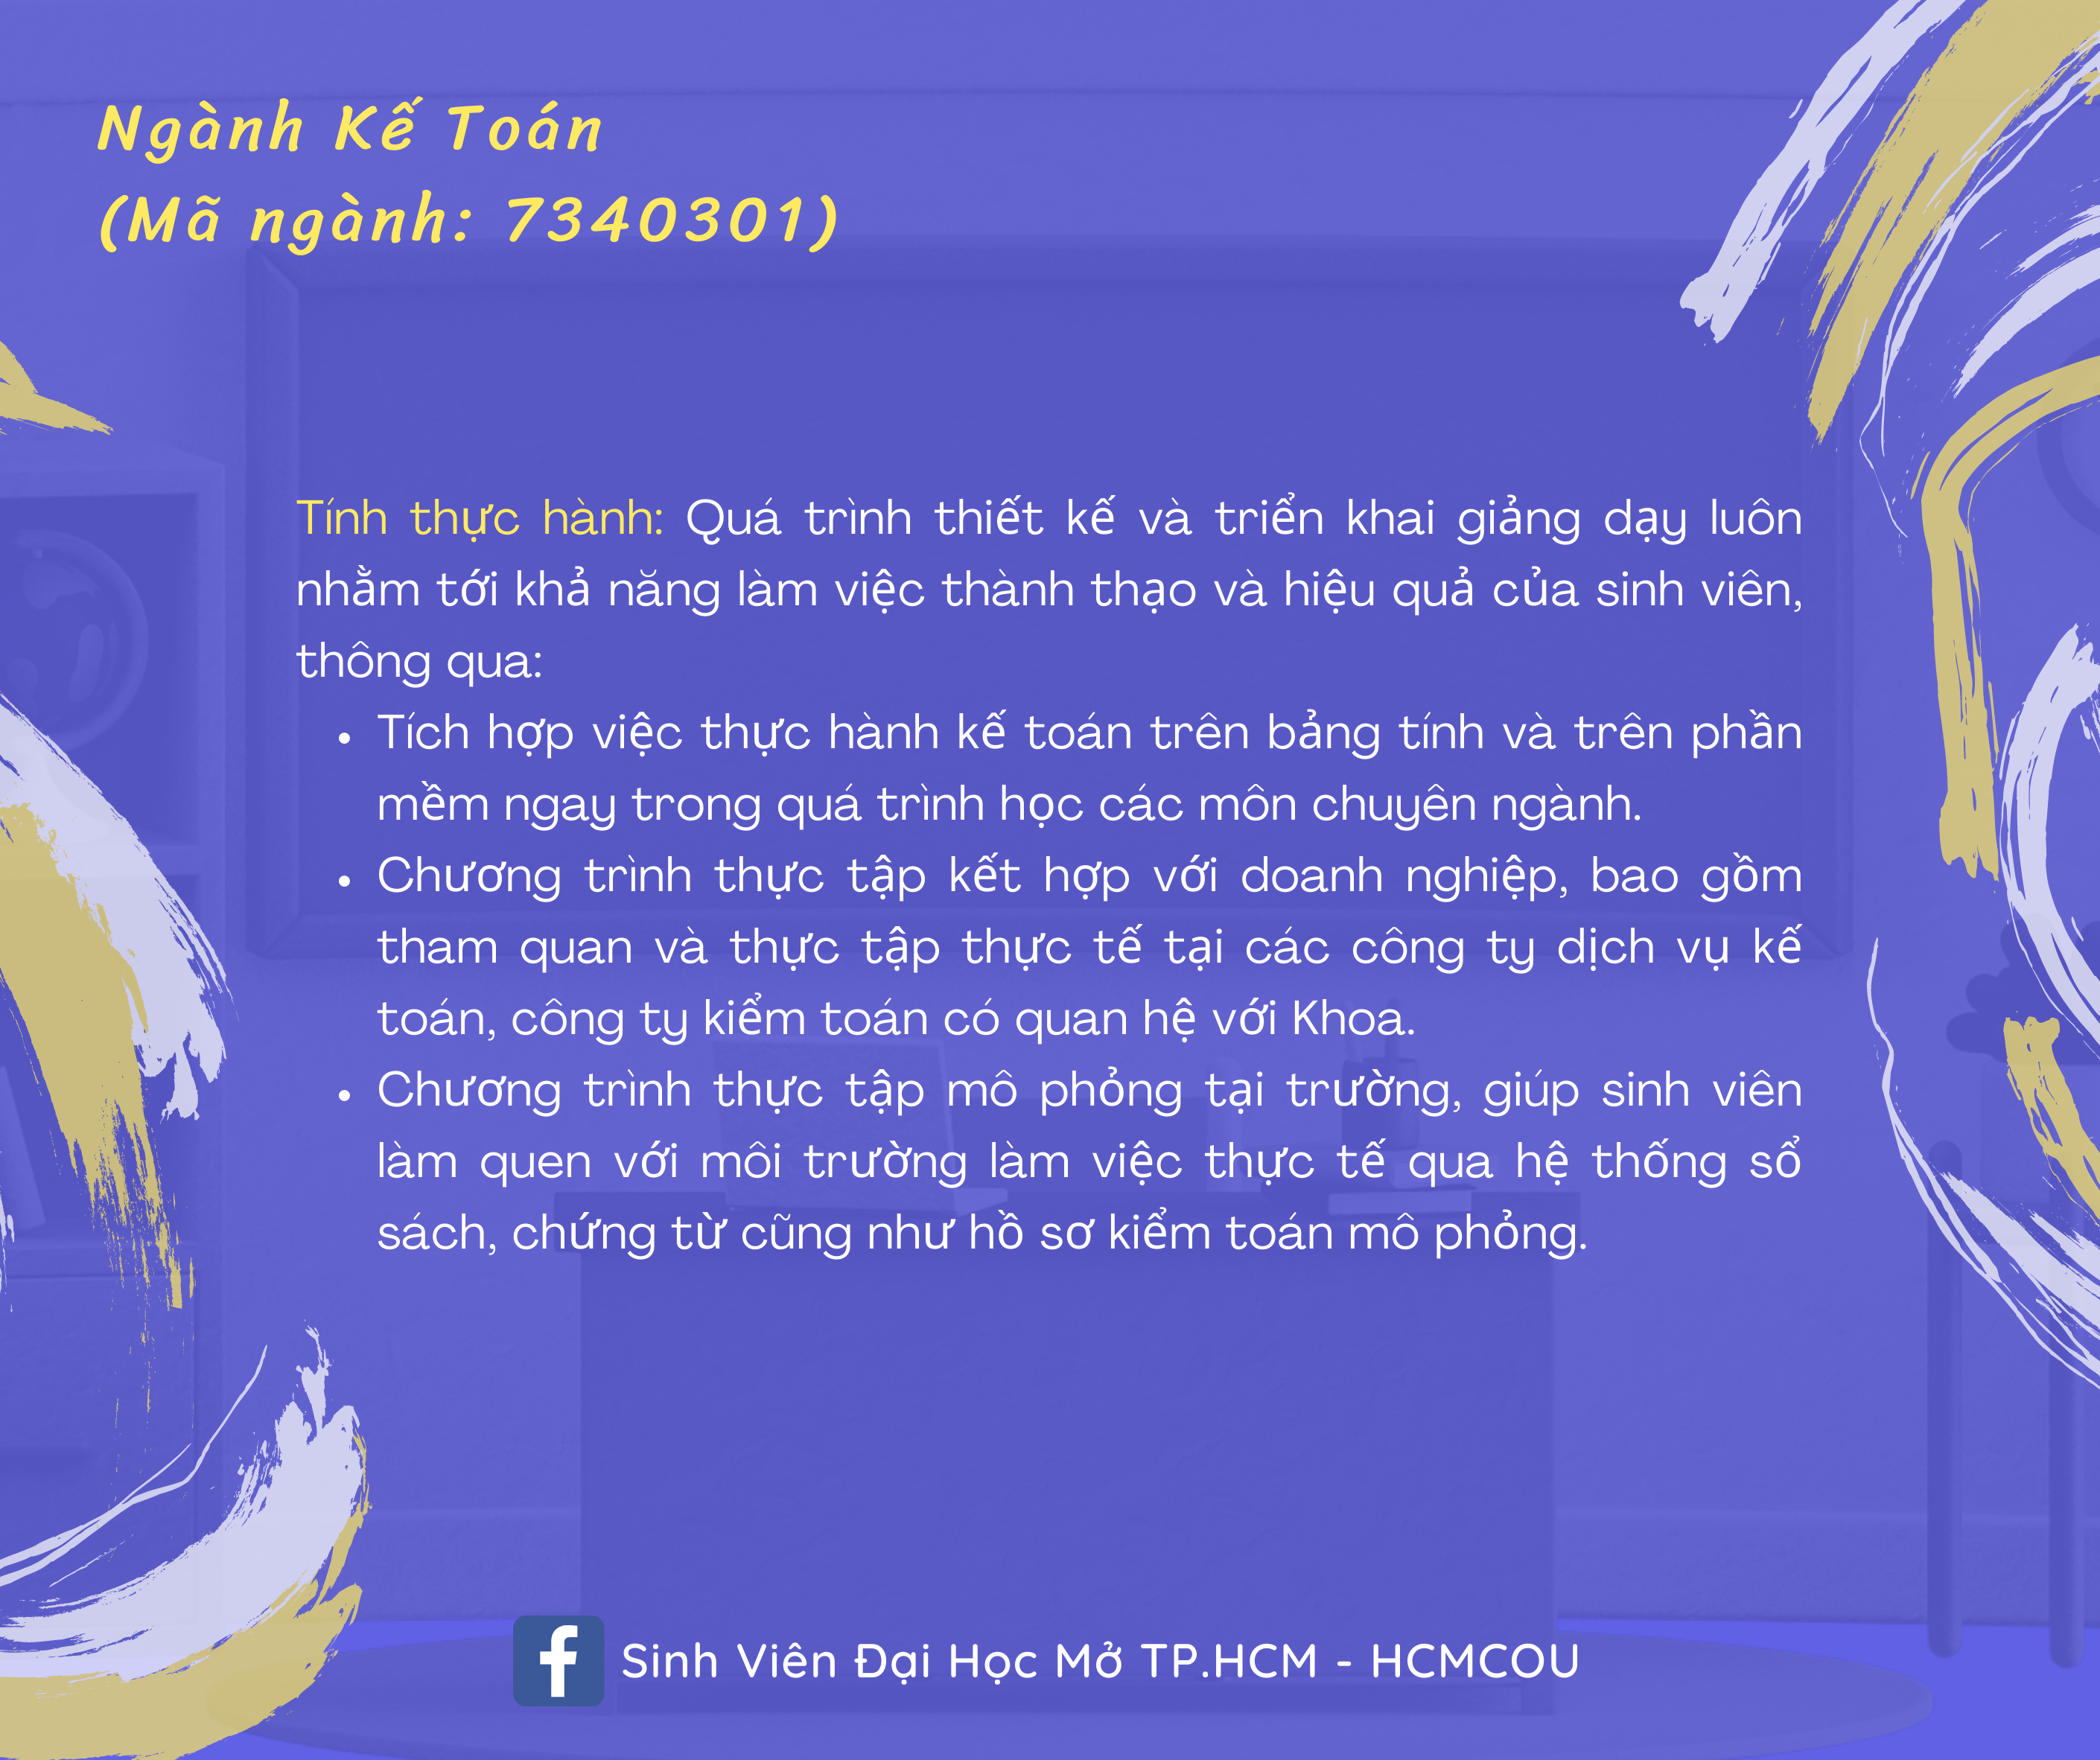 Ngành Kế Toán
(Mã ngành: 7340301)
Tính thực hành: Quá trình thiết kế và triển khai giảng dạy luôn
nhằm tới khả năng làm việc thành thạo và hiệu quả của sinh viên,
thông qua:
• Tích hợp việc thực hành kế toán trên bảng tính và trên phần
mềm ngay trong quá trình học các môn chuyên ngành.
• Chương trình thực tập kết hợp với doanh nghiệp, bao gồm
tham quan và thực tập thực tế tại các công ty dịch vụ kế
toán, công ty kiểm toán có quan hệ với Khoa.
• Chương trình thực tập mô phỏng tại trường, giúp sinh viên
làm quen với môi trường làm việc thực tế qua hệ thống sổ
sách, chứng từ cũng như hồ sơ kiểm toán mô phỏng.
f Sinh Viên Đại Học Mở TP.HCM - HCMCOU